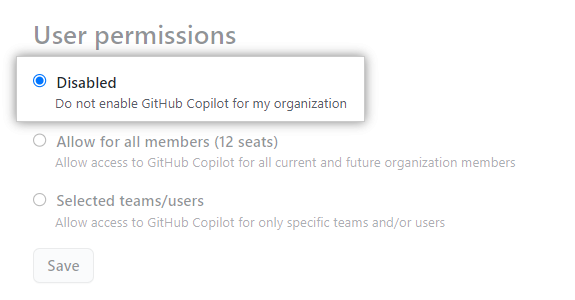 User permissions
Disabled
Do not enable GitHub Copilot for my organization
Allow for all members (12 seats)
Allow access to GitHub Copilot for all current and future organization members
Selected teams/users
Allow access to GitHub Copilot for only specific teams and/or users
Save